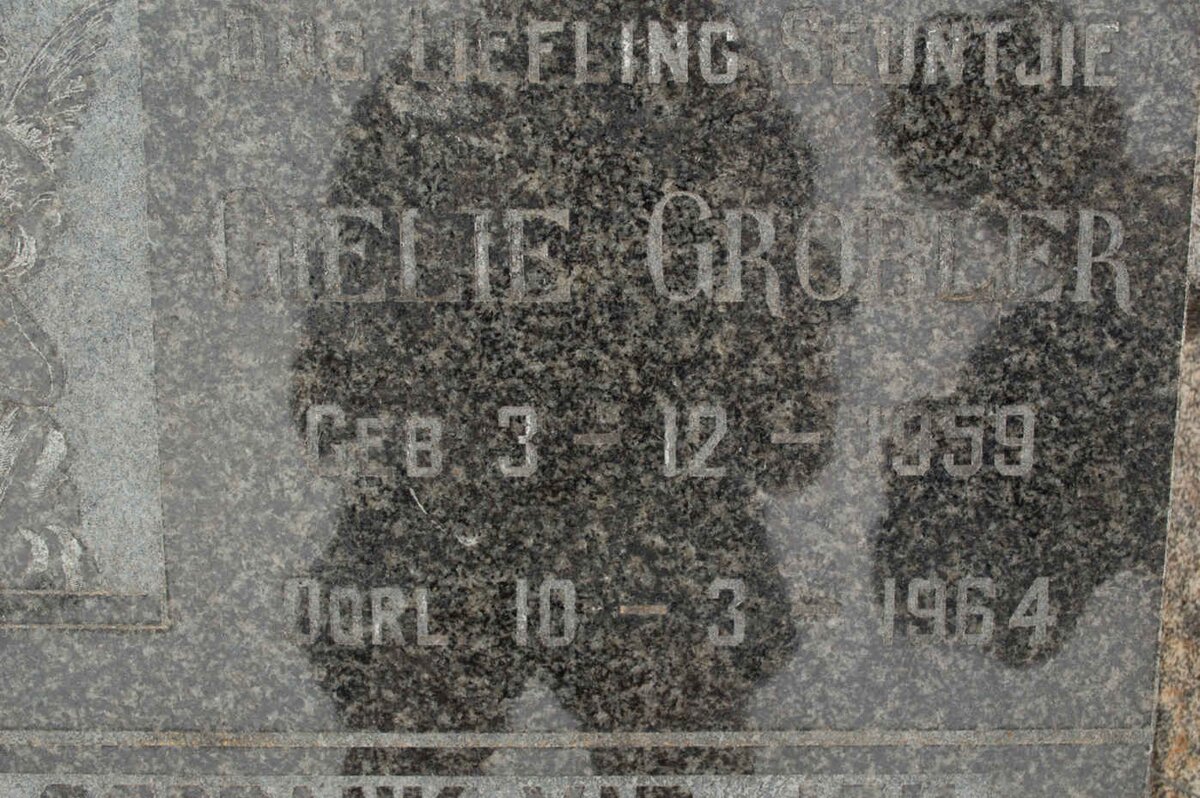 Ons Liefling Seuntjie
Gielie Grobler
Geb 3 - 12 - 1959
Oorl 10 - 3 - 1964